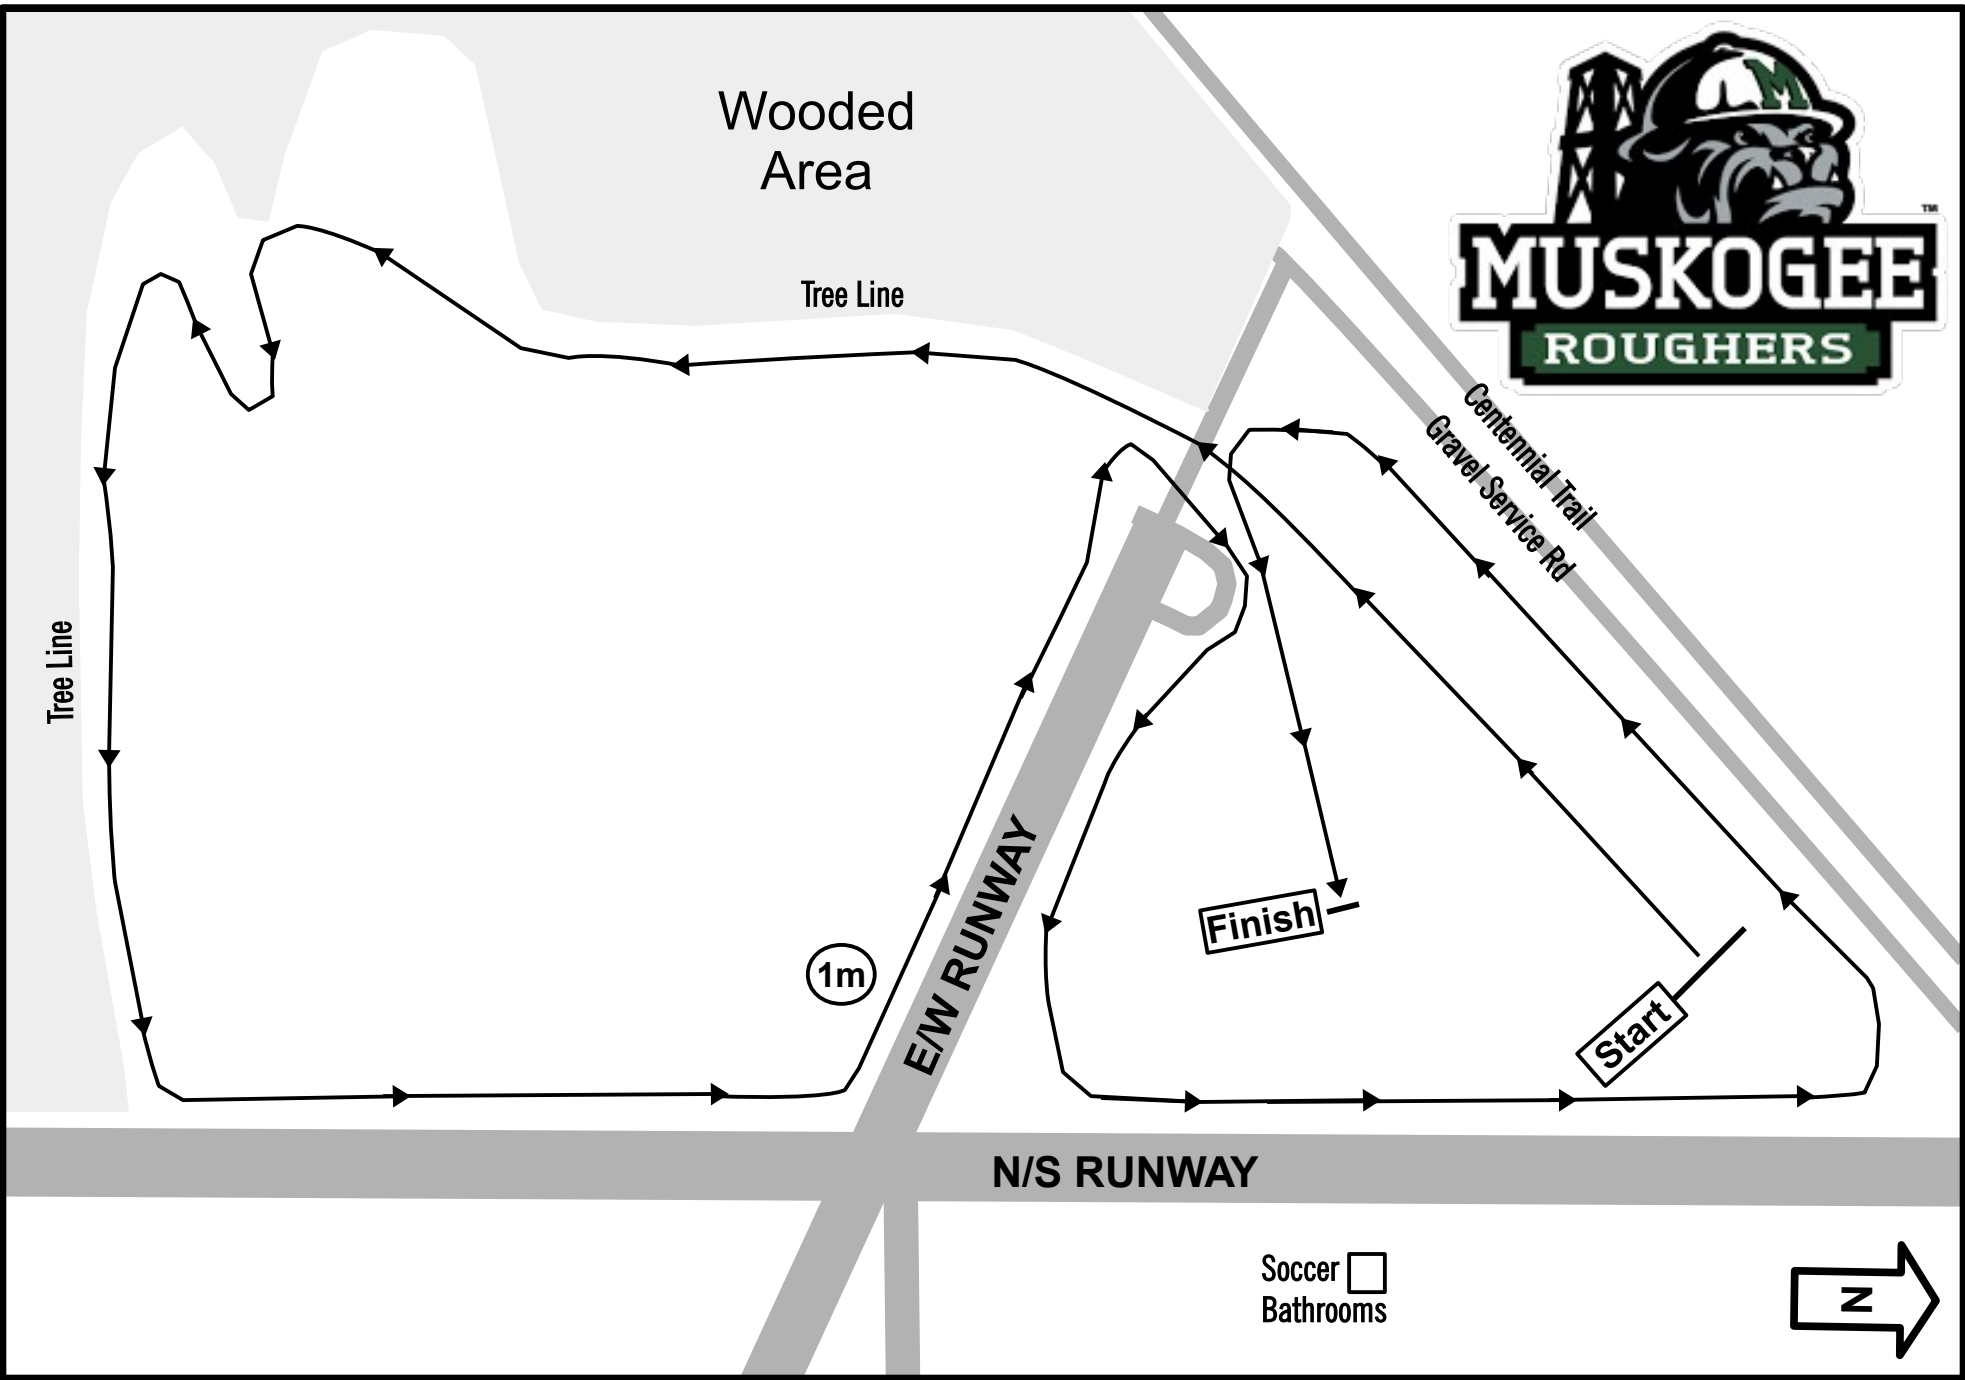 Wooded
Area
M
™
MUSKOGEE
ROUGHERS
Tree Line
Centennial Trail
Gravel Service Rd
Tree Line
E/W RUNWAY
Finish
1m
Start
N/S RUNWAY
Soccer
Bathrooms
N